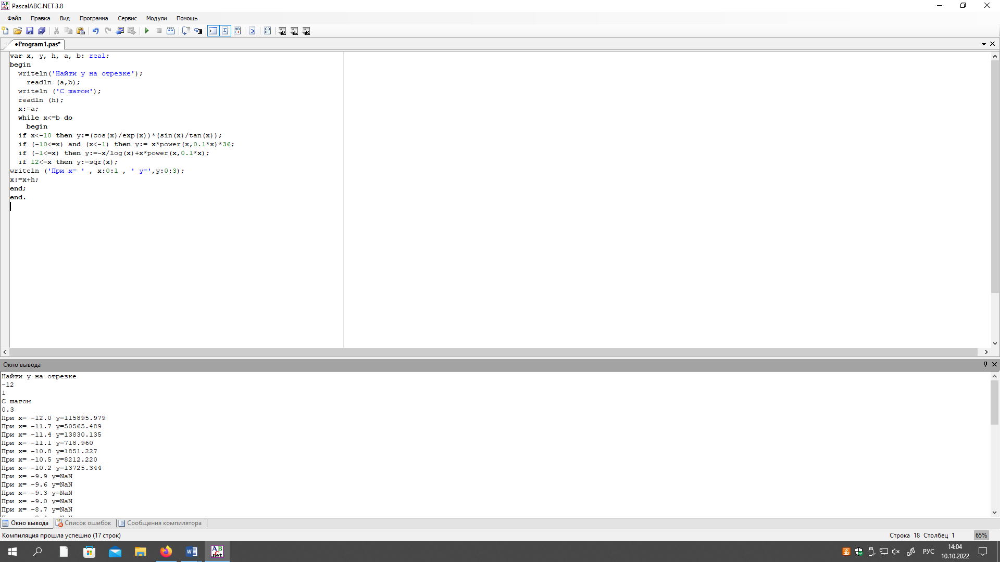 PascalABC.NET 3.8
Файл Правка Вид Программа Сервис Модули Помощь
•Program1.pas*
var x, y, h, a, b: real;
begin
writeln('Найти y на отрезке');
readln (a,b);
writeln ('С шагом');
readln (h);
x:=a;
while x<=b do
begin
if x<-10 then y:=(cos(x)/exp(x))*(sin(x)/tan(x));
if (-10<=x) and (x<-1) then y:= x*power(x,0.1*x)*36;
if (-1<=x) then y:=-x/log(x)+x*power(x,0.1*x);
if 12<=x then y:=sqr(x);
writeln ('При x= ' , x:0:1 , ' y=',y:0:3);
x:=x+h;
end;
end.
Окно вывода
Найти y на отрезке
-12
1
С шагом
0.3
При x= -12.0 y=115895.979
При x= -11.7 y=50565.489
При x= -11.4 y=13830.135
При x= -11.1 y=718.960
При x= -10.8 y=1851.227
При x= -10.5 y=8212.220
При x= -10.2 y=13725.344
При x= -9.9 y=NaN
При x= -9.6 y=NaN
При x= -9.3 y=NaN
При x= -9.0 y=NaN
При x= -8.7 y=NaN
Окно вывода Список ошибок Сообщения компилятора
Компиляция прошла успешно (17 строк) Строка 18 Столбец 1 65%
РУС 14:04
10.10.2022